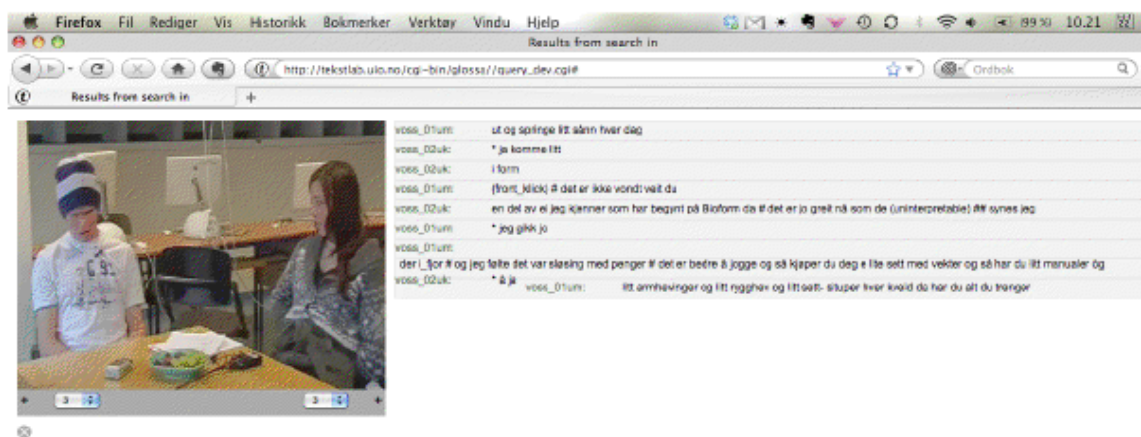 Firefox Fil Rediger Vis Historikk Bokmerker Verktøy Vindu Hjelp 99% 10.21
Results from search in
http://tekstlab.uio.no/cgi-bin/glossa//query_dev.cgi# Ordbok
Results from search in +
voss_01um: ut og springe litt sånn hver dag
voss_02uk: * ja komme litt
voss_02uk: i form
voss_01um: (front_klick) # det er ikke vondt veit du
voss_02uk: en del av ei jeg kjenner som har begynt på Bioform da # det er jo greit nå som de (uninterpretable) ## synes jeg
voss_01um: * jeg gikk jo
voss_01um:
der i_fjor # og jeg følte det var sløsing med penger # det er bedre å jogge og så kjøper du deg e lite sett med vekter og så har du litt manualer òg
voss_02uk: * å ja voss_01um: litt armhevinger og litt rygghev og litt sett- situper hver kveld da har du alt du trenger
+ 3 3 +